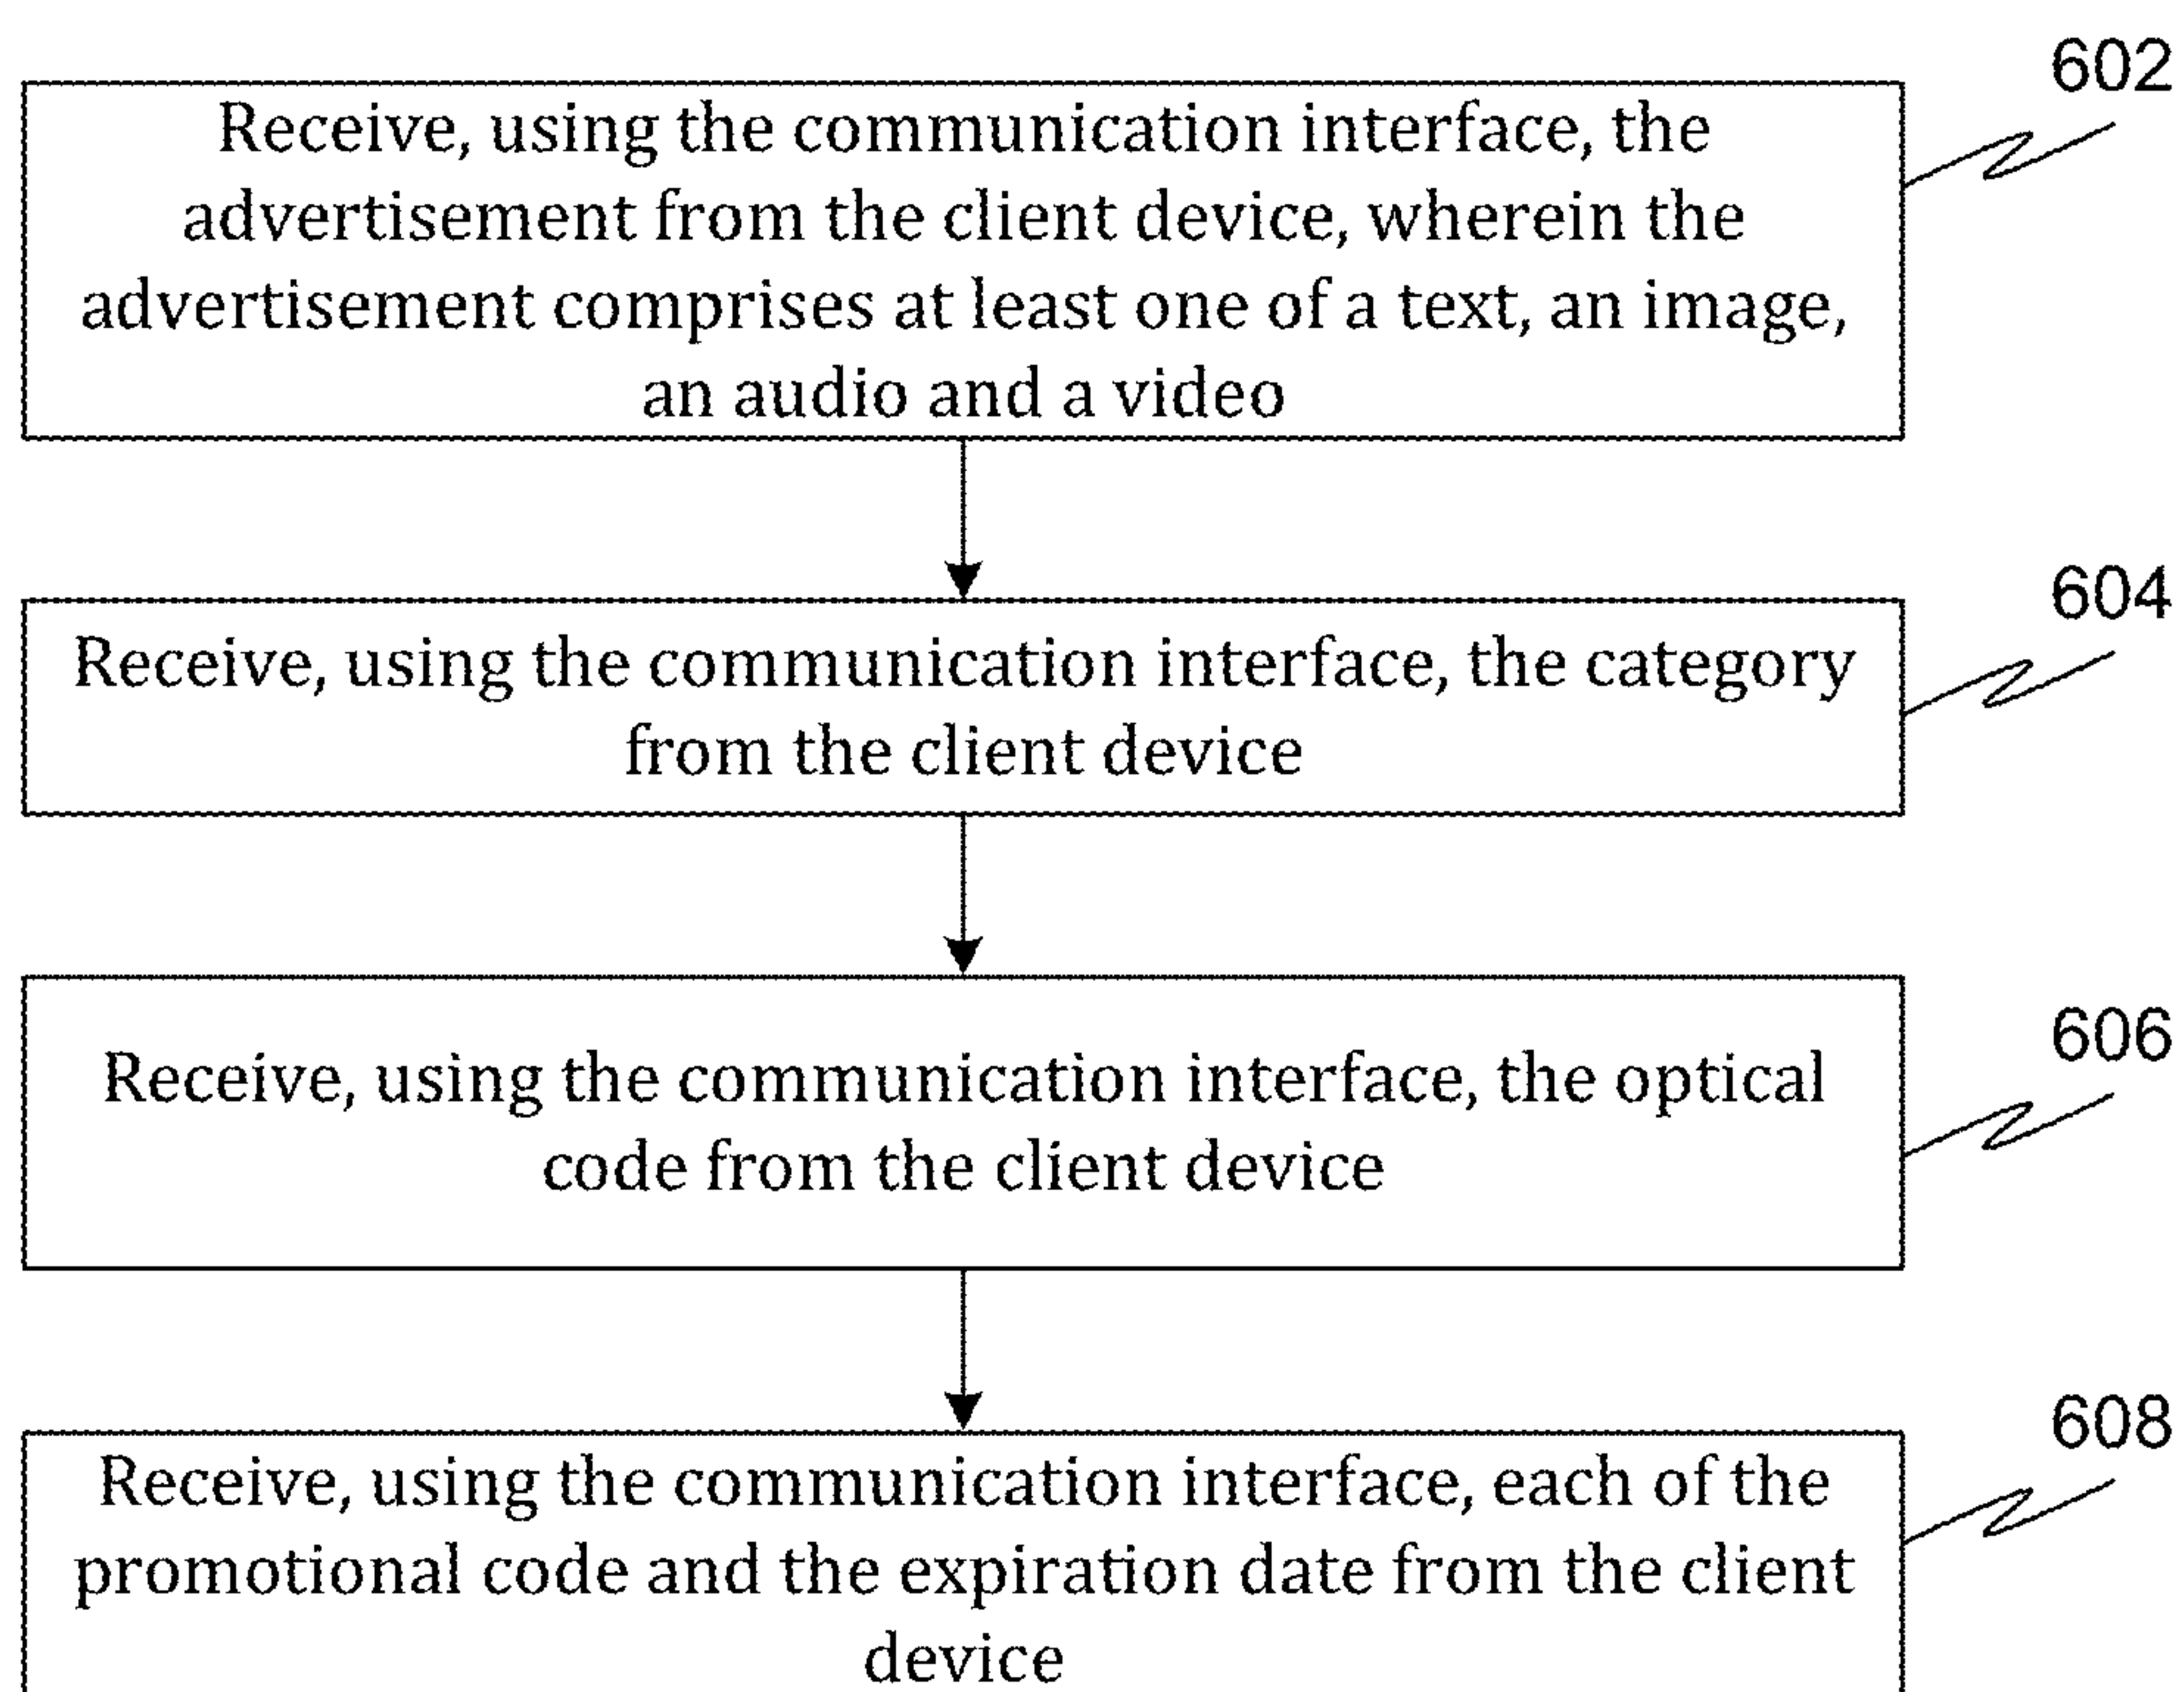 602
Receive, using the communication interface, the
advertisement from the client device, wherein the
advertisement comprises at least one of a text, an image,
an audio and a video
604
Receive, using the communication interface, the category
from the client device
606
Receive, using the communication interface, the optical
code from the client device
608
Receive, using the communication interface, each of the
promotional code and the expiration date from the client
device